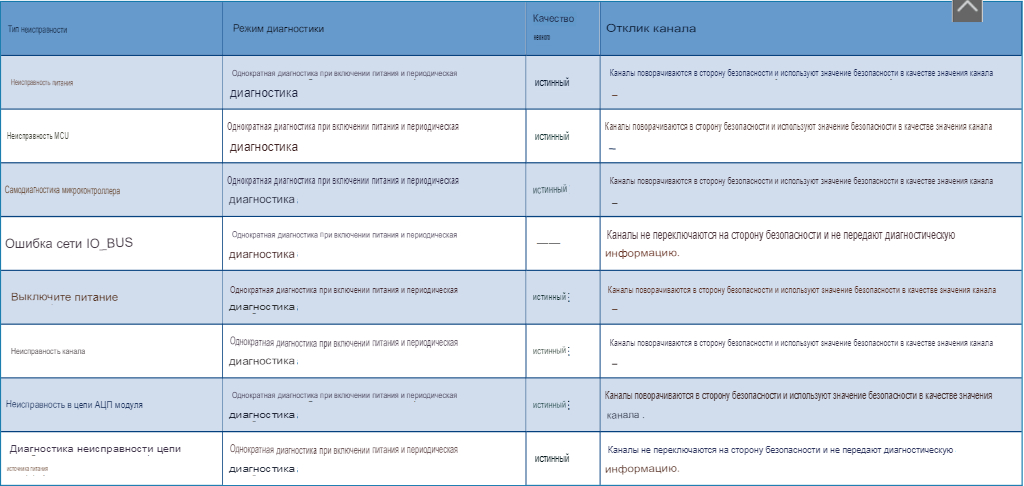 Тип неисправности
Режим диагностики
Качество
Отклик канала
Неисправность питания
Однократная диагностика при включении питания и периодическая
диагностика
истинный
Каналы поворачиваются в сторону безопасности и используют значение безопасности в качестве значения канала
Неисправность MCU
Однократная диагностика при включении питания и периодическая
диагностика
истинный
Каналы поворачиваются в сторону безопасности и используют значение безопасности в качестве значения канала
Самодиагностика микроконтроллера
Однократная диагностика при включении питания и периодическая
диагностика.
истинный
Каналы поворачиваются в сторону безопасности и используют значение безопасности в качестве значения канала
Ошибка сети IO_BUS
Однократная диагностика при включении питания и периодическая
диагностика.
——
Каналы не переключаются на сторону безопасности и не передают диагностическую
информацию.
Выключите питание
Однократная диагностика при включении питания и периодическая
диагностика.
истинный
Каналы поворачиваются в сторону безопасности и используют значение безопасности в качестве значения канала
Неисправность канала
Однократная диагностика при включении питания и периодическая
диагностика.
истинный
Каналы поворачиваются в сторону безопасности и используют значение безопасности в качестве значения канала
Неисправность в цепи АЦП модуля
Однократная диагностика при включении питания и периодическая
диагностика.
истинный
Каналы поворачиваются в сторону безопасности и используют значение безопасности в качестве значения
канала .
Диагностика неисправности цепи
источника питания
Однократная диагностика при включении питания и периодическая
диагностика.
истинный
Каналы не переключаются на сторону безопасности и не передают диагностическую
информацию.